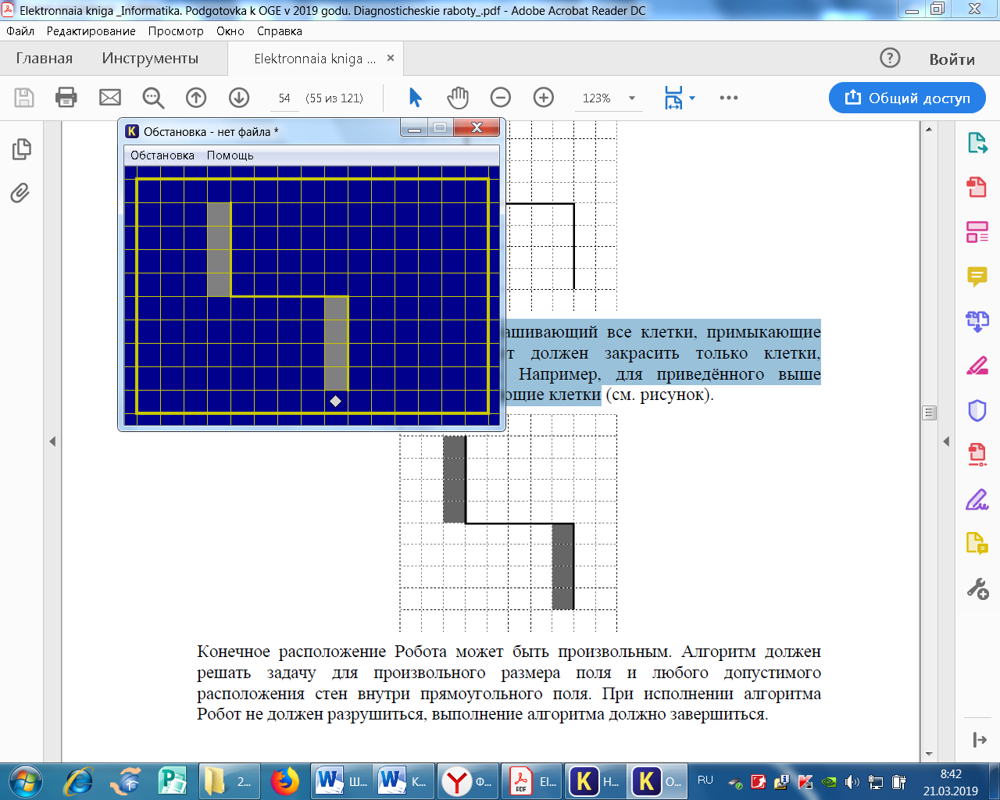 Elektronnaia kniga _Informatika. Podgotovka k OGE v 2019 godu. Diagnosticheskie raboty_.pdf - Adobe Acrobat Reader DC
Файл Редактирование Просмотр Окно Справка
Главная Инструменты Elektronnaia kniga ... × ? Войти
54 (55 из 121) 123% Общий доступ
K Обстановка - нет файла *
Обстановка Помощь
ашивающий все клетки, примыкающие
т должен закрасить только клетки,
Например, для приведённого выше
ющие клетки (см. рисунок).
Конечное расположение Робота может быть произвольным. Алгоритм должен
решать задачу для произвольного размера поля и любого допустимого
расположения стен внутри прямоугольного поля. При исполнении алгоритма
Робот не должен разрушиться, выполнение алгоритма должно завершиться.
2... Ш... K... Ф... El... Н... О... RU 8:42
21.03.2019